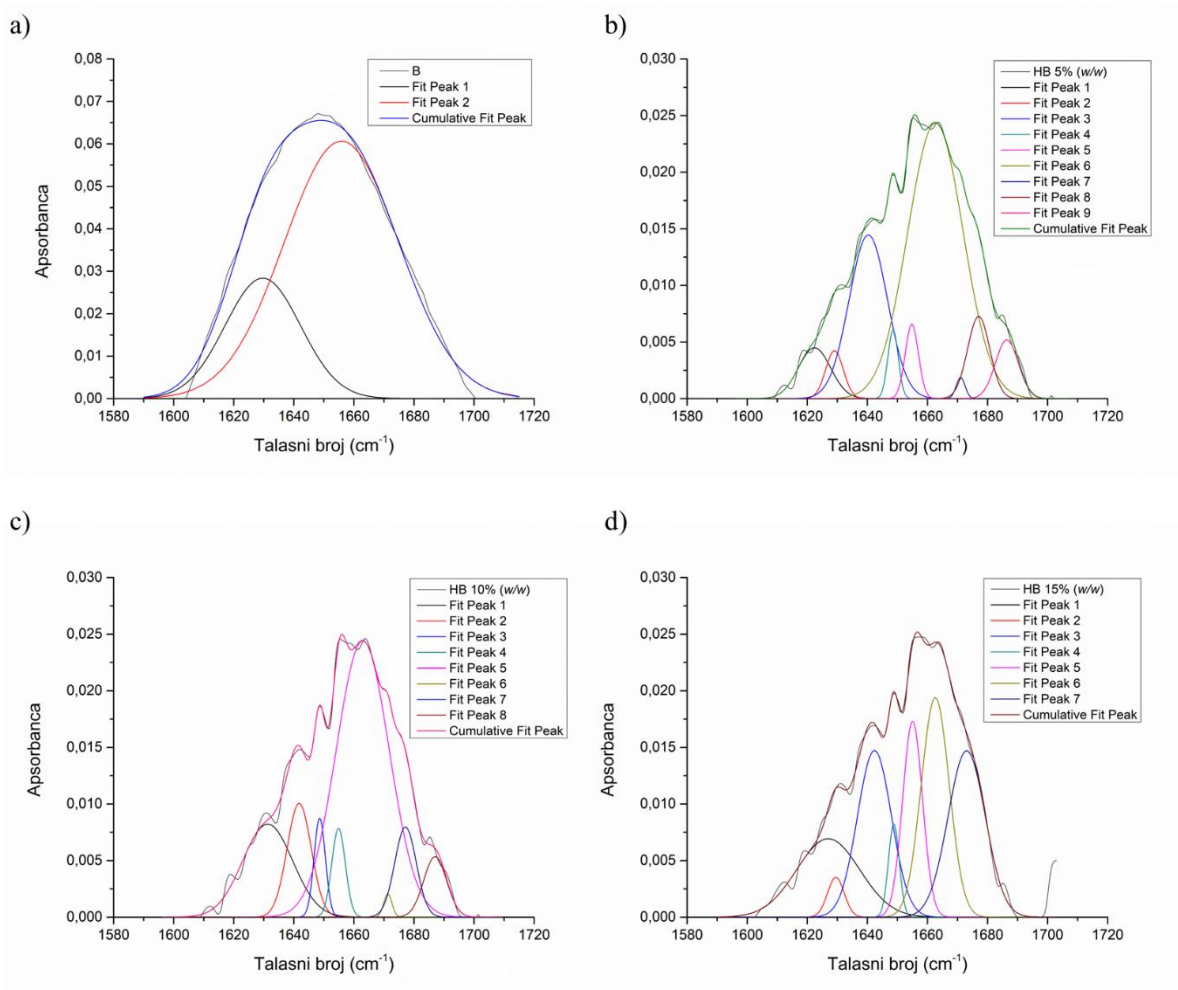 a)
0,08
0,07
0,06
0,05
0,04
0,03
0,02
0,01
0,00
1580 1600 1620 1640 1660 1680 1700 1720
Apsorbanca
Talasni broj (cm-1)
B
Fit Peak 1
Fit Peak 2
Cumulative Fit Peak
b)
0,030
0,025
0,020
0,015
0,010
0,005
0,000
1580 1600 1620 1640 1660 1680 1700 1720
Apsorbanca
Talasni broj (cm-1)
HB 5% (w/w)
Fit Peak 1
Fit Peak 2
Fit Peak 3
Fit Peak 4
Fit Peak 5
Fit Peak 6
Fit Peak 7
Fit Peak 8
Fit Peak 9
Cumulative Fit Peak
c)
0,030
0,025
0,020
0,015
0,010
0,005
0,000
1580 1600 1620 1640 1660 1680 1700 1720
Apsorbanca
Talasni broj (cm-1)
HB 10% (w/w)
Fit Peak 1
Fit Peak 2
Fit Peak 3
Fit Peak 4
Fit Peak 5
Fit Peak 6
Fit Peak 7
Fit Peak 8
Cumulative Fit Peak
d)
0,030
0,025
0,020
0,015
0,010
0,005
0,000
1580 1600 1620 1640 1660 1680 1700 1720
Apsorbanca
Talasni broj (cm-1)
HB 15% (w/w)
Fit Peak 1
Fit Peak 2
Fit Peak 3
Fit Peak 4
Fit Peak 5
Fit Peak 6
Fit Peak 7
Cumulative Fit Peak